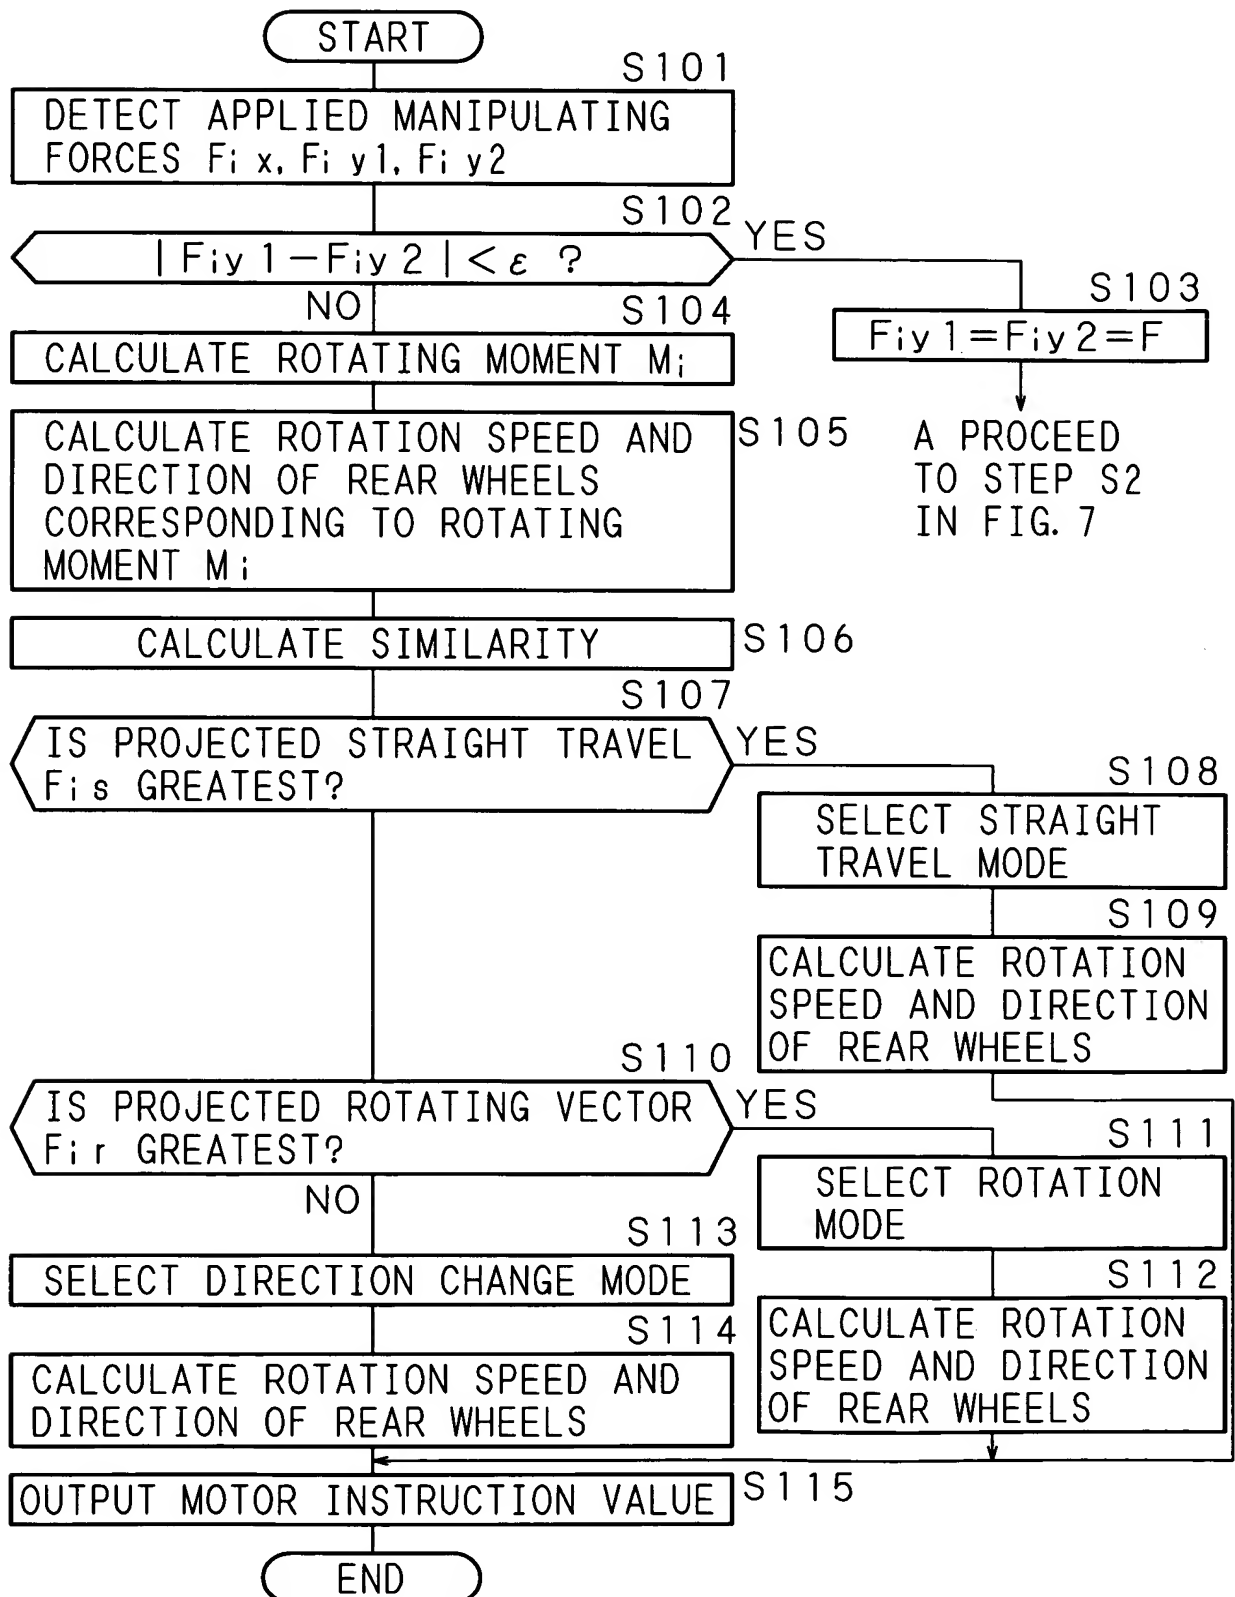 START
S101
DETECT APPLIED MANIPULATING
FORCES Fix, Fiy1, Fiy2
S102
|Fiy1−Fiy2|<ε ?
YES
NO
S103
Fiy1=Fiy2=F
A PROCEED
TO STEP S2
IN FIG. 7
S104
CALCULATE ROTATING MOMENT Mi
S105
CALCULATE ROTATION SPEED AND
DIRECTION OF REAR WHEELS
CORRESPONDING TO ROTATING
MOMENT Mi
S106
CALCULATE SIMILARITY
S107
IS PROJECTED STRAIGHT TRAVEL
Fis GREATEST?
YES
S108
SELECT STRAIGHT
TRAVEL MODE
S109
CALCULATE ROTATION
SPEED AND DIRECTION
OF REAR WHEELS
S110
IS PROJECTED ROTATING VECTOR
Fir GREATEST?
YES
NO
S111
SELECT ROTATION
MODE
S112
CALCULATE ROTATION
SPEED AND DIRECTION
OF REAR WHEELS
S113
SELECT DIRECTION CHANGE MODE
S114
CALCULATE ROTATION SPEED AND
DIRECTION OF REAR WHEELS
S115
OUTPUT MOTOR INSTRUCTION VALUE
END